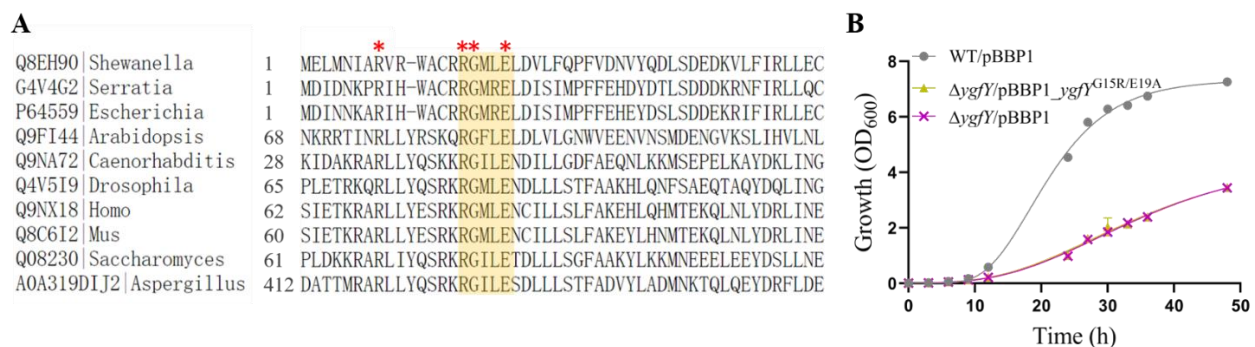 A
* ** *
Q8EH90|Shewanella 1 MELMNIARVR-WACRRGMLELDVLFQPFVDNVYQDLSDEDKVLFIRLLEC
G4V4G2|Serratia 1 MDIDNKPRIH-WACRRGMRELDISIMPFFEHDYDTLSDDDKRNFIRLLQC
P64559|Escherichia 1 MDINNKARIH-WACRRGMRELDISIMPFFEHEYDSLSDDEKRIFIRLLEC
Q9FI44|Arabidopsis 68 NKRRTINRLLYRSKQRGFLELDLVLGNWVEENVNSMDENGVKSLIHVLNL
Q9NA72|Caenorhabditis 28 KIDAKRARLLYQSKKRGILENDILLGDFAEQNLKKMSEPELKAYDKLING
Q4V5I9|Drosophila 65 PLETRKQRLLYQSRKRGMLENDLLLSTFAAKHLQNFSAEQTAQYDQLING
Q9NX18|Homo 62 SIETKRARLLYESRKRGMLENCILLSLFAKEHLQHMTEKQLNLYDRLINE
Q8C6I2|Mus 60 SIETKRARLLYESRKRGMLENCILLSLFAKEYLHNMTEKQLNLYDRLINE
Q08230|Saccharomyces 61 PLDKKRARLIYQSRKRGILETDLLLSGFAAKYLKKMNEEELEEYDSLLNE
A0A319DIJ2|Aspergillus 412 DATTMRARLLYQSRKRGILESDLLLSTFADVYLADMNKTQLQEYDRFLDE
B
WT/pBBP1
ΔygfY/pBBP1_ygfY^G15R/E19A
ΔygfY/pBBP1
Growth (OD600)
8
6
4
2
0
0 10 20 30 40 50
Time (h)